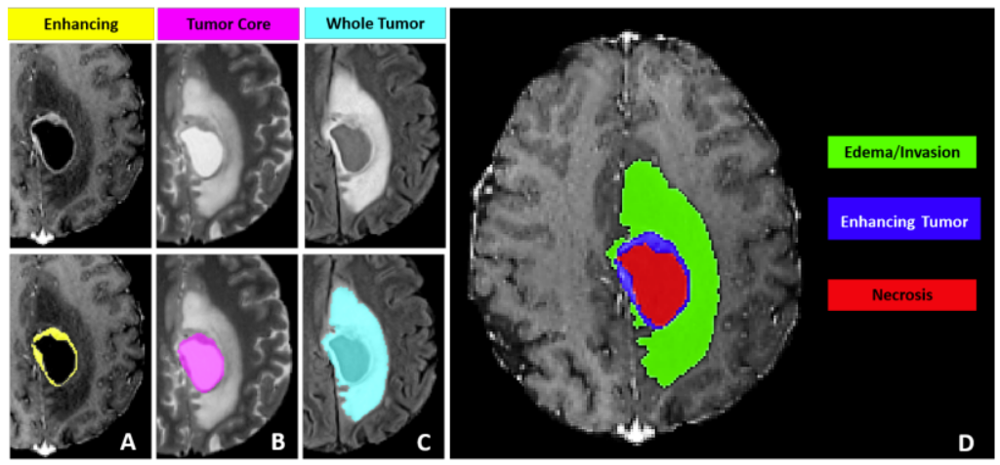 Enhancing
Tumor Core
Whole Tumor
Edema/Invasion
Enhancing Tumor
Necrosis
A
B
C
D